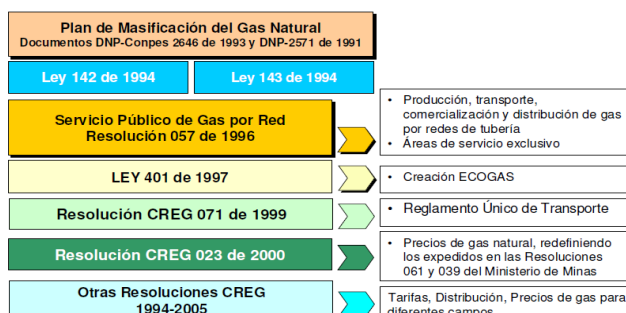 Plan de Masificación del Gas Natural
Documentos DNP-Conpes 2646 de 1993 y DNP-2571 de 1991
Ley 142 de 1994
Ley 143 de 1994
Servicio Público de Gas por Red
Resolución 057 de 1996
• Producción, transporte,
comercialización y distribución de gas
por redes de tubería
• Áreas de servicio exclusivo
LEY 401 de 1997
• Creación ECOGAS
Resolución CREG 071 de 1999
• Reglamento Único de Transporte
Resolución CREG 023 de 2000
• Precios de gas natural, redefiniendo
los expedidos en las Resoluciones
061 y 039 del Ministerio de Minas
Otras Resoluciones CREG
1994-2005
Tarifas, Distribución, Precios de gas para
diferentes campos